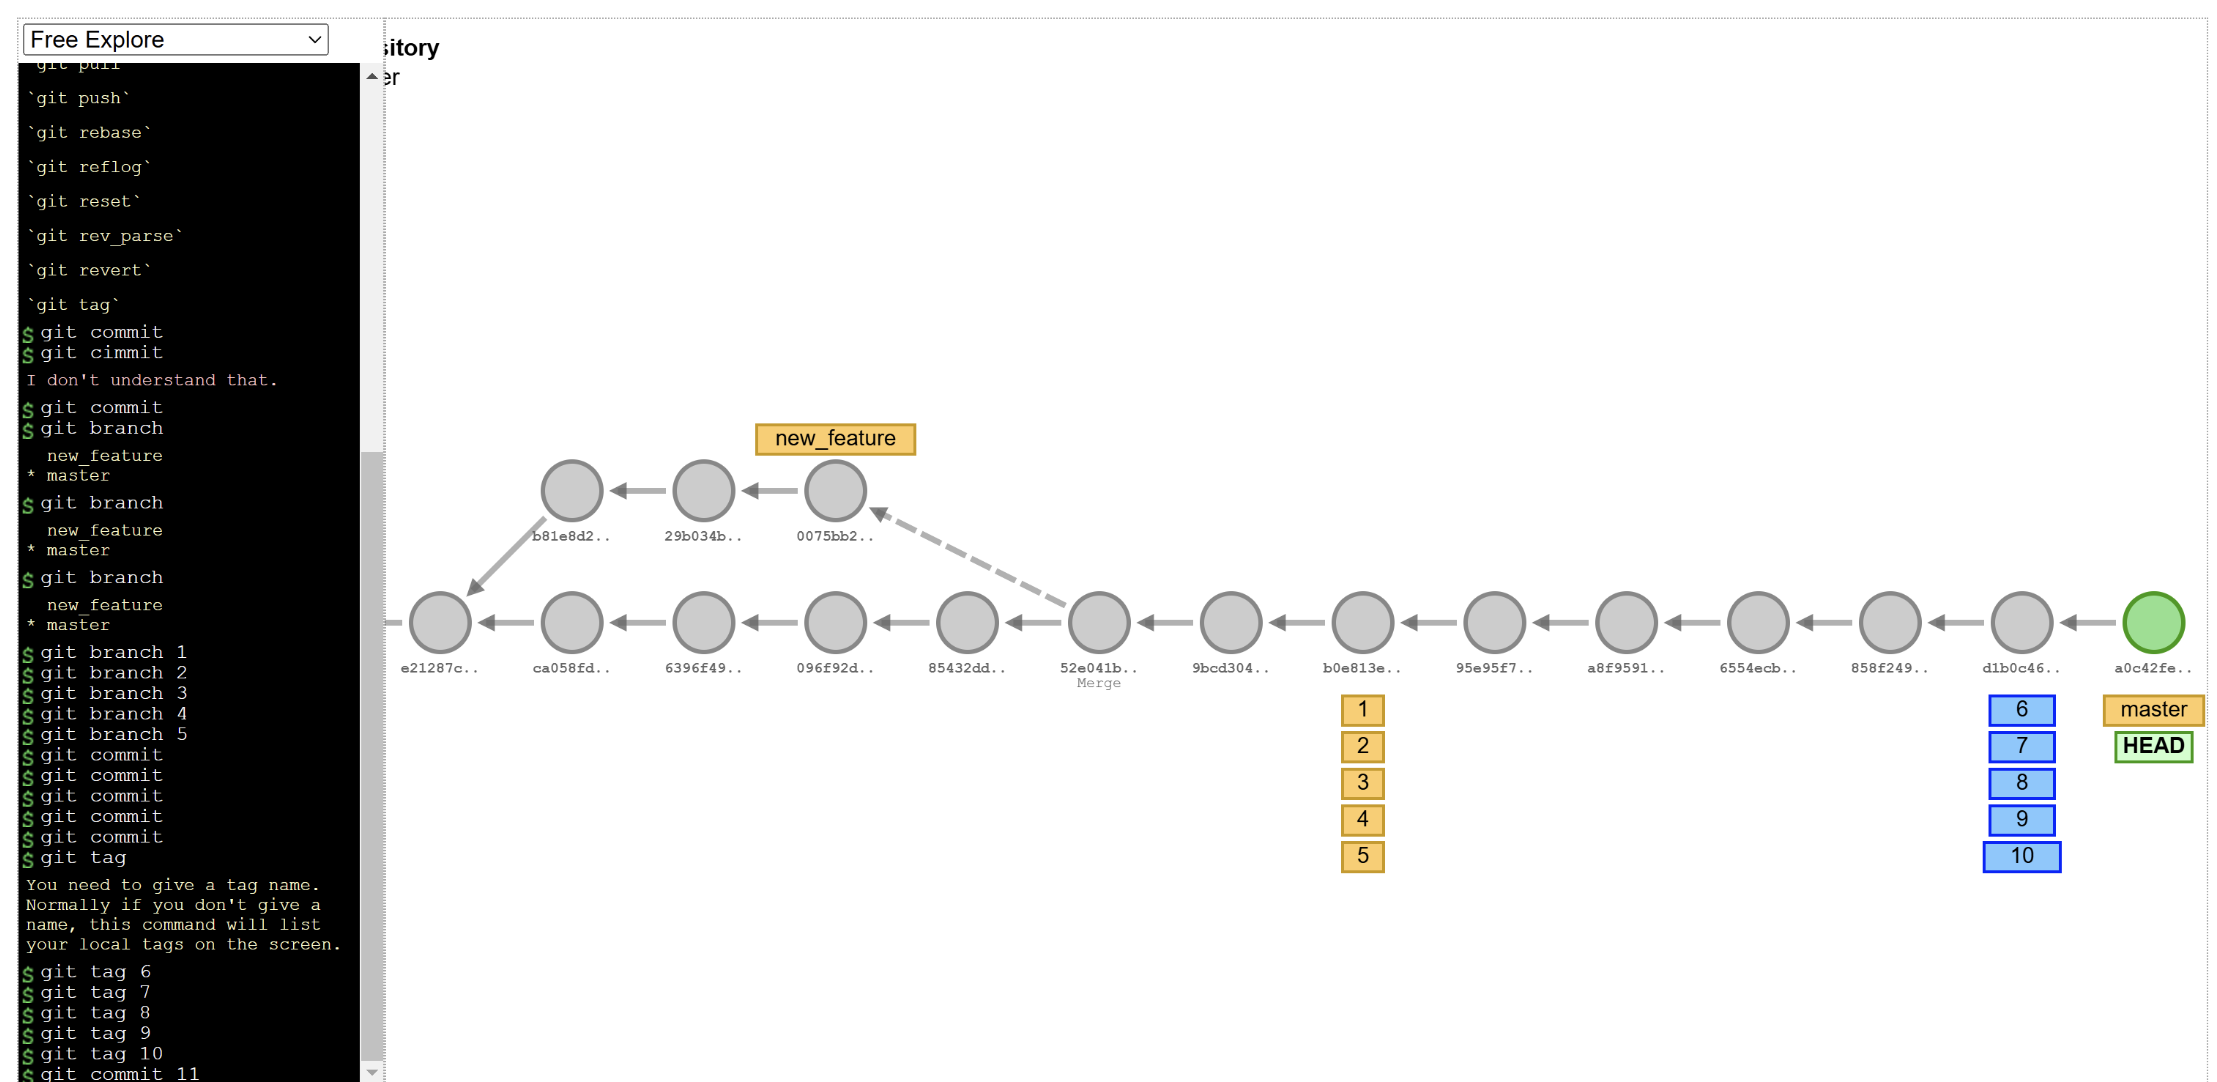 Free Explore
sitory
er
`git pull`
`git push`
`git rebase`
`git reflog`
`git reset`
`git rev_parse`
`git revert`
`git tag`
$ git commit
$ git cimmit
I don't understand that.
$ git commit
$ git branch
new_feature
* master
$ git branch
new_feature
* master
$ git branch
new_feature
* master
$ git branch 1
$ git branch 2
$ git branch 3
$ git branch 4
$ git branch 5
$ git commit
$ git commit
$ git commit
$ git commit
$ git commit
$ git tag
You need to give a tag name.
Normally if you don't give a
name, this command will list
your local tags on the screen.
$ git tag 6
$ git tag 7
$ git tag 8
$ git tag 9
$ git tag 10
$ git commit 11
new_feature
b81e8d2.. 29b034b.. 0075bb2..
e21287c.. ca058fd.. 6396f49.. 096f92d.. 85432dd.. 52e041b.. 9bcd304.. b0e813e.. 95e95f7.. a8f9591.. 6554ecb.. 858f249.. d1b0c46.. a0c42fe..
Merge
1 6 master
2 7 HEAD
3 8
4 9
5 10